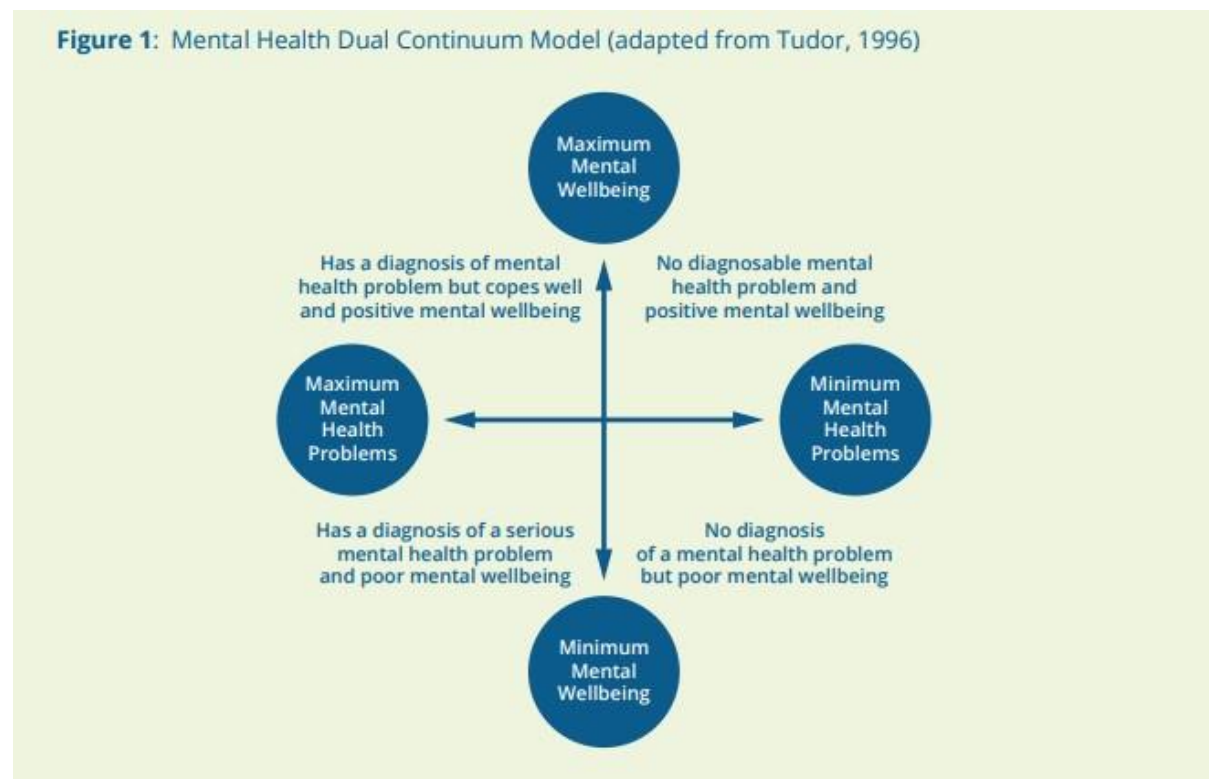 Figure 1: Mental Health Dual Continuum Model (adapted from Tudor, 1996)
Maximum
Mental
Wellbeing
Has a diagnosis of mental
health problem but copes well
and positive mental wellbeing
No diagnosable mental
health problem and
positive mental wellbeing
Maximum
Mental
Health
Problems
Minimum
Mental
Health
Problems
Has a diagnosis of a serious
mental health problem
and poor mental wellbeing
No diagnosis
of a mental health problem
but poor mental wellbeing
Minimum
Mental
Wellbeing